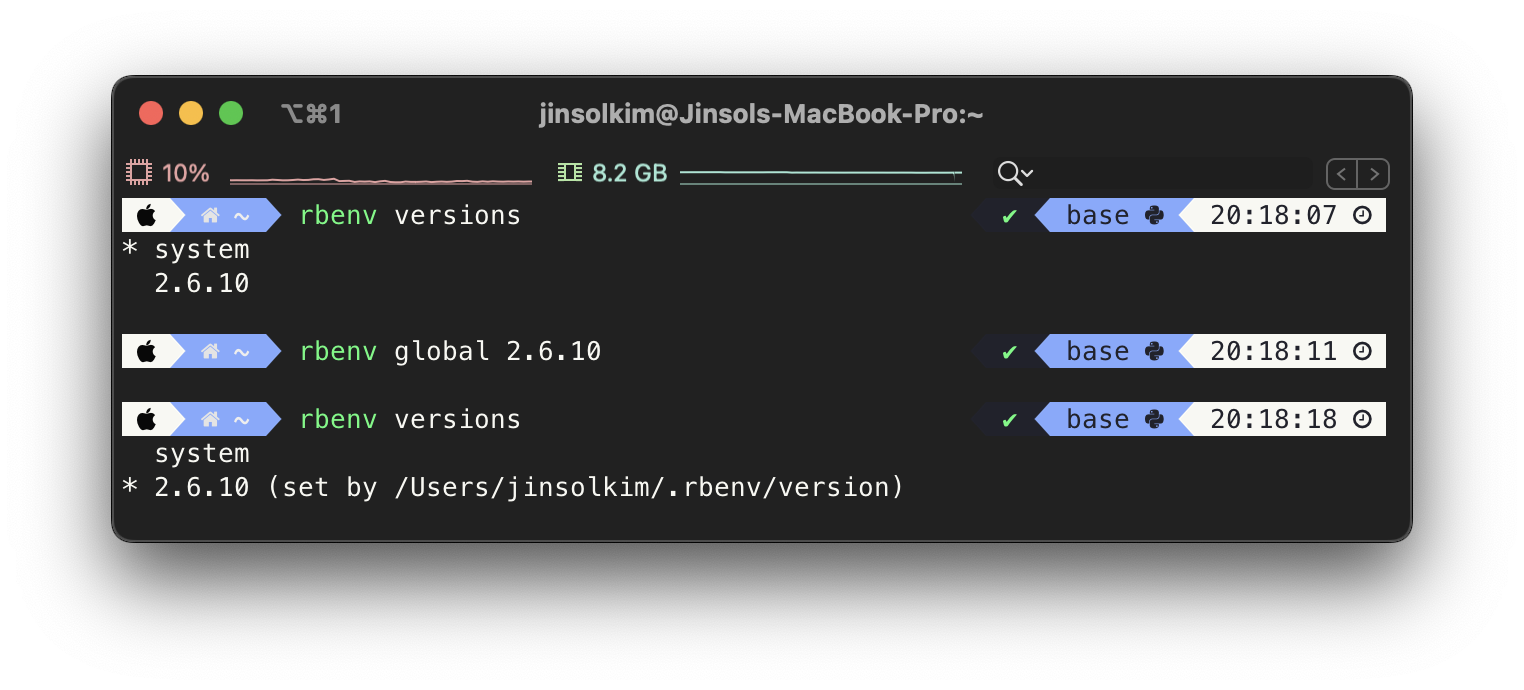 ⌥⌘1 jinsolkim@Jinsols-MacBook-Pro:~
10% 8.2 GB
~ rbenv versions ✔ base 20:18:07
* system
2.6.10
~ rbenv global 2.6.10 ✔ base 20:18:11
~ rbenv versions ✔ base 20:18:18
system
* 2.6.10 (set by /Users/jinsolkim/.rbenv/version)